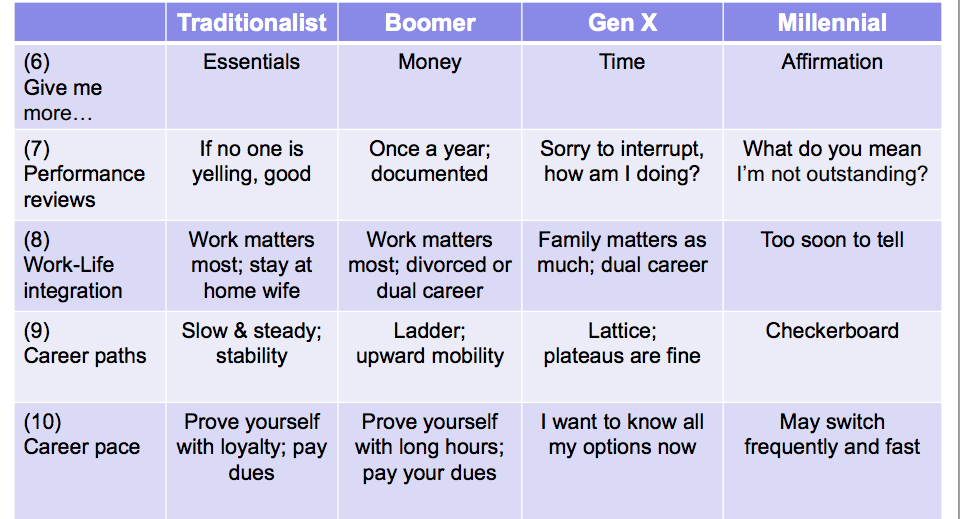 Traditionalist Boomer Gen X Millennial
(6) Essentials Money Time Affirmation
Give me
more…
(7) If no one is Once a year; Sorry to interrupt, What do you mean
Performance yelling, good documented how am I doing? I’m not outstanding?
reviews
(8) Work matters Work matters Family matters as Too soon to tell
Work-Life most; stay at most; divorced or much; dual career
integration home wife dual career
(9) Slow & steady; Ladder; Lattice; Checkerboard
Career paths stability upward mobility plateaus are fine
(10) Prove yourself Prove yourself I want to know all May switch
Career pace with loyalty; pay with long hours; my options now frequently and fast
dues pay your dues